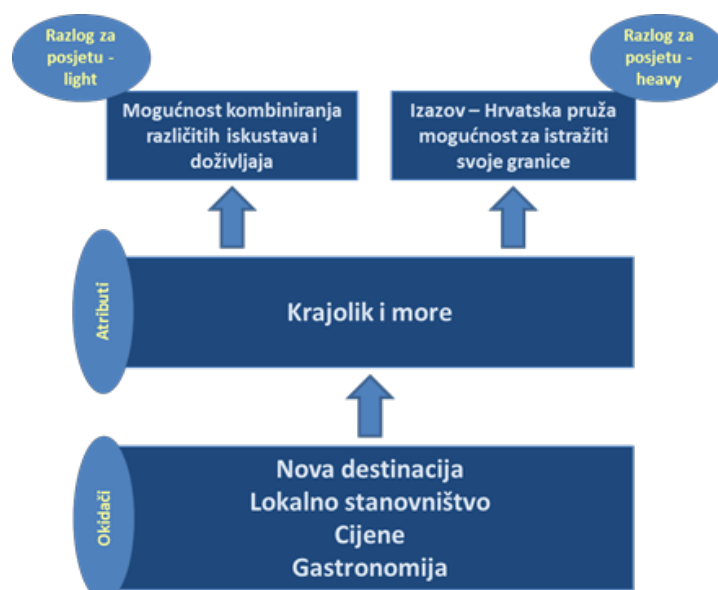 Razlog za
posjetu -
light
Razlog za
posjetu -
heavy
Mogućnost kombiniranja
različitih iskustava i
doživljaja
Izazov – Hrvatska pruža
mogućnost za istražiti
svoje granice
Atributi
Krajolik i more
Okidači
Nova destinacija
Lokalno stanovništvo
Cijene
Gastronomija